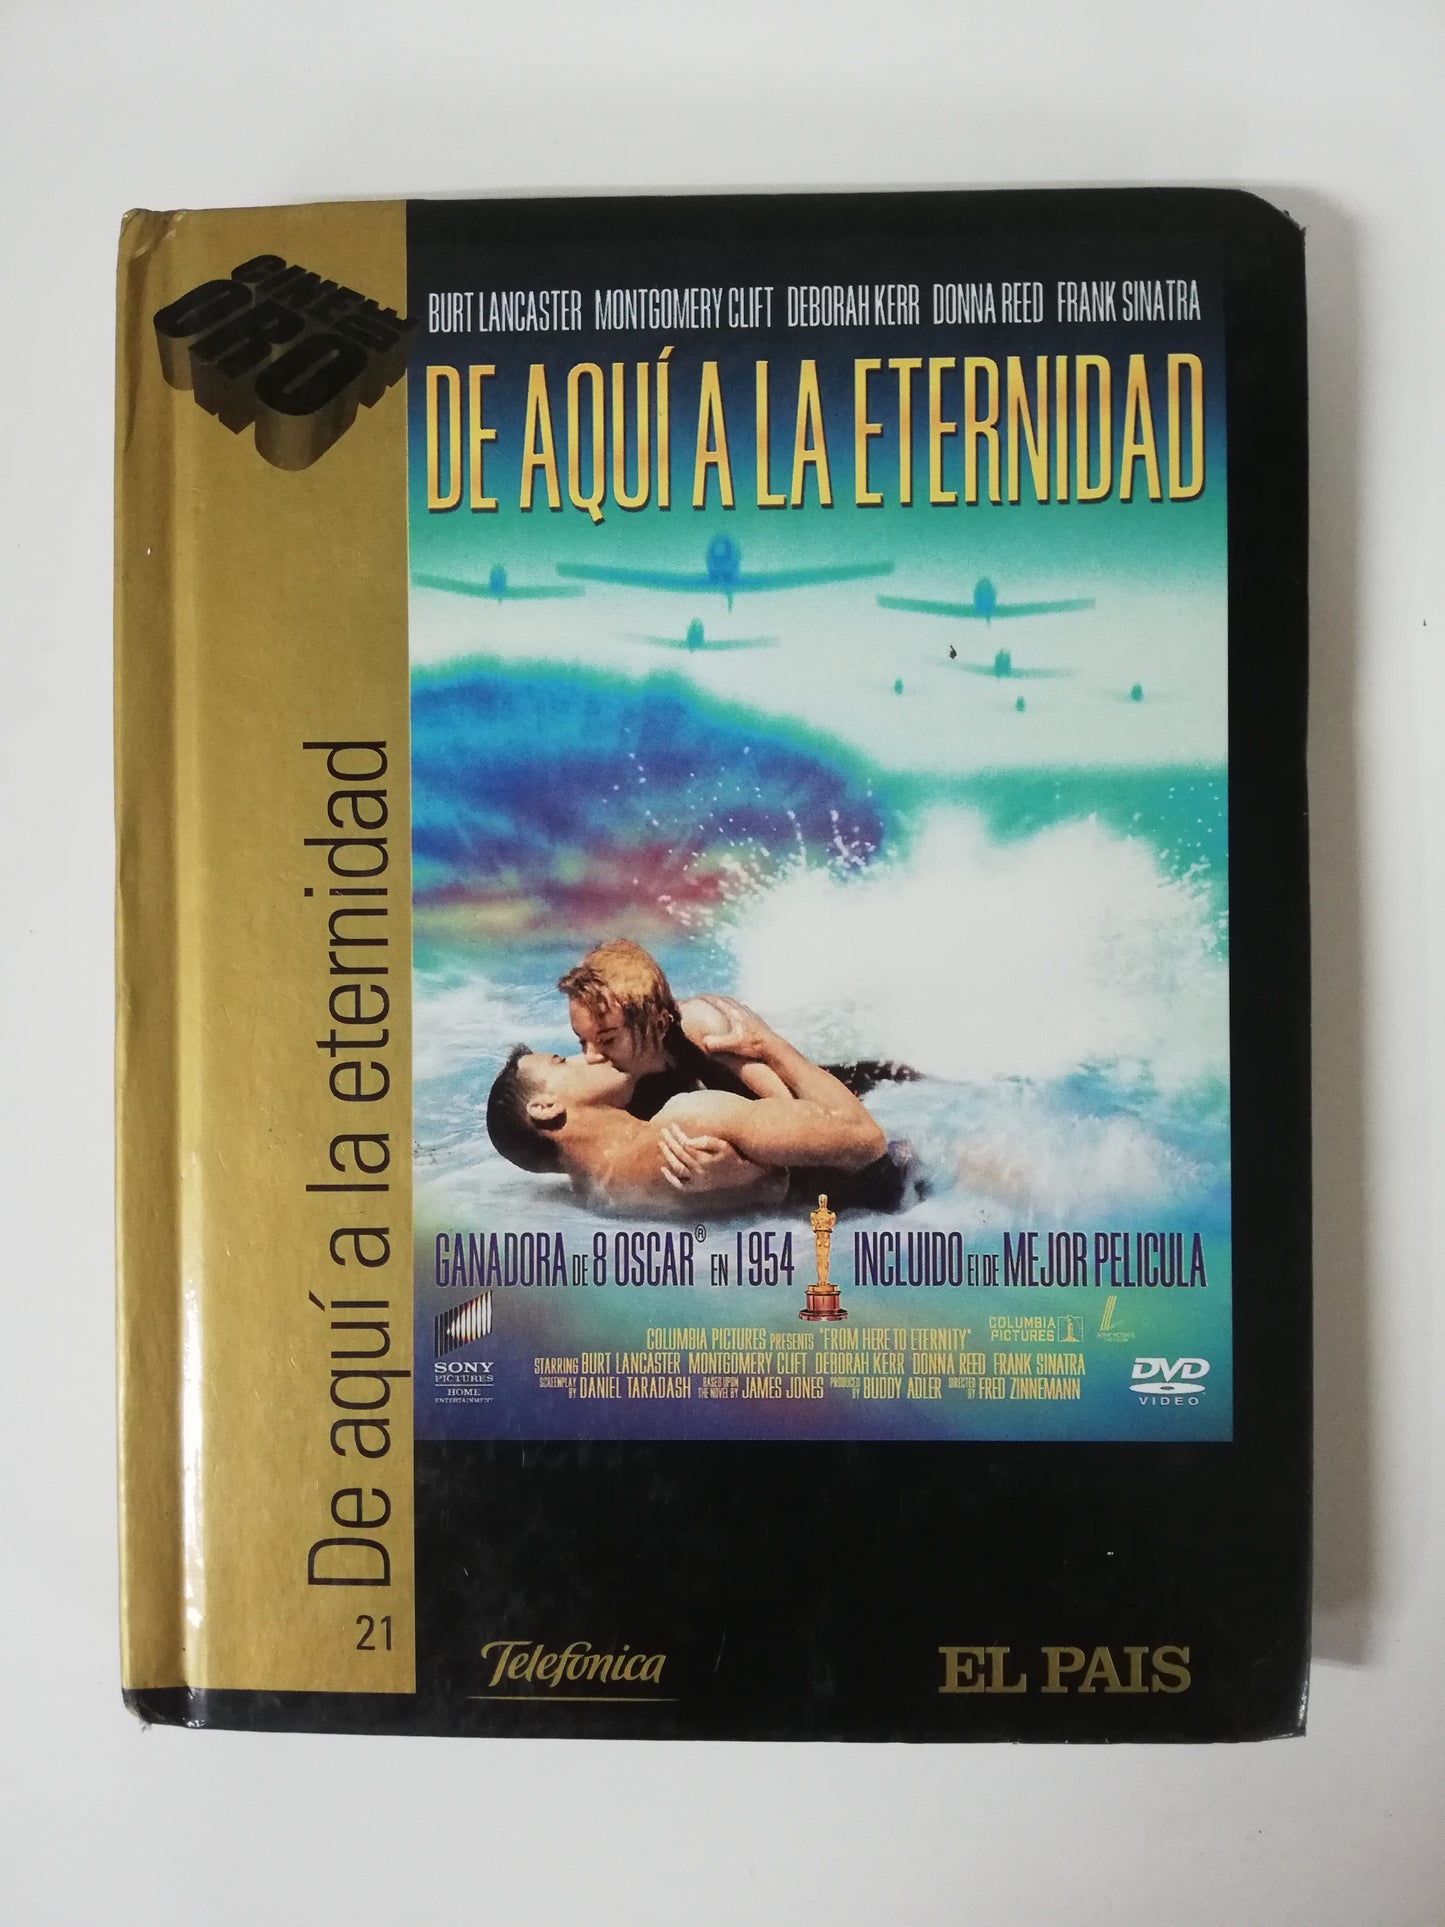 CINE DE ORO
BURT LANCASTER MONTGOMERY CLIFT DEBORAH KERR DONNA REED FRANK SINATRA
DE AQUÍ A LA ETERNIDAD
De aquí a la eternidad
21
GANADORA DE 8 OSCAR® EN 1954 INCLUIDO El DE MEJOR PELICULA
SONY
PICTURES
HOME
ENTERTAINMENT
COLUMBIA PICTURES PRESENTS "FROM HERE TO ETERNITY"
STARRING BURT LANCASTER MONTGOMERY CLIFT DEBORAH KERR DONNA REED FRANK SINATRA
SCREENPLAY BY DANIEL TARADASH BASED UPON THE NOVEL BY JAMES JONES PRODUCED BY BUDDY ADLER DIRECTED BY FRED ZINNEMANN
COLUMBIA
PICTURES
DVD
VIDEO
Telefónica
EL PAIS